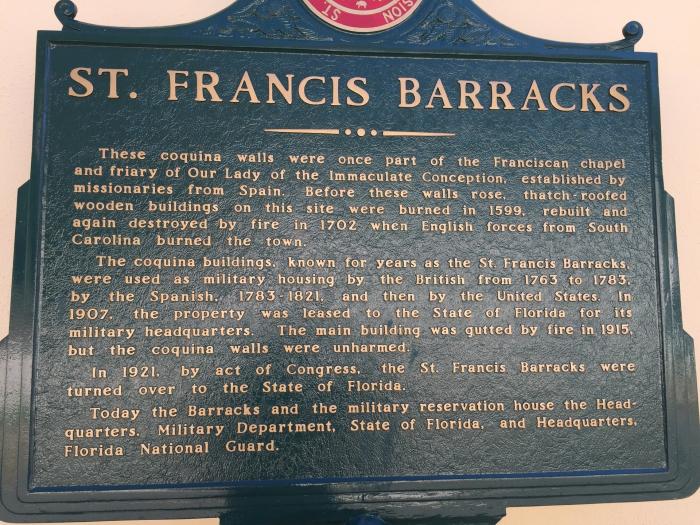 ST. FRANCIS BARRACKS
These coquina walls were once part of the Franciscan chapel
and friary of Our Lady of the Immaculate Conception, established by
missionaries from Spain. Before these walls rose, thatch-roofed
wooden buildings on this site were burned in 1599, rebuilt and
again destroyed by fire in 1702 when English forces from South
Carolina burned the town.
The coquina buildings, known for years as the St. Francis Barracks,
were used as military housing by the British from 1763 to 1783,
by the Spanish, 1783-1821, and then by the United States. In
1907, the property was leased to the State of Florida for its
military headquarters. The main building was gutted by fire in 1915,
but the coquina walls were unharmed.
In 1921, by act of Congress, the St. Francis Barracks were
turned over to the State of Florida.
Today the Barracks and the military reservation house the Head-
quarters, Military Department, State of Florida, and Headquarters,
Florida National Guard.